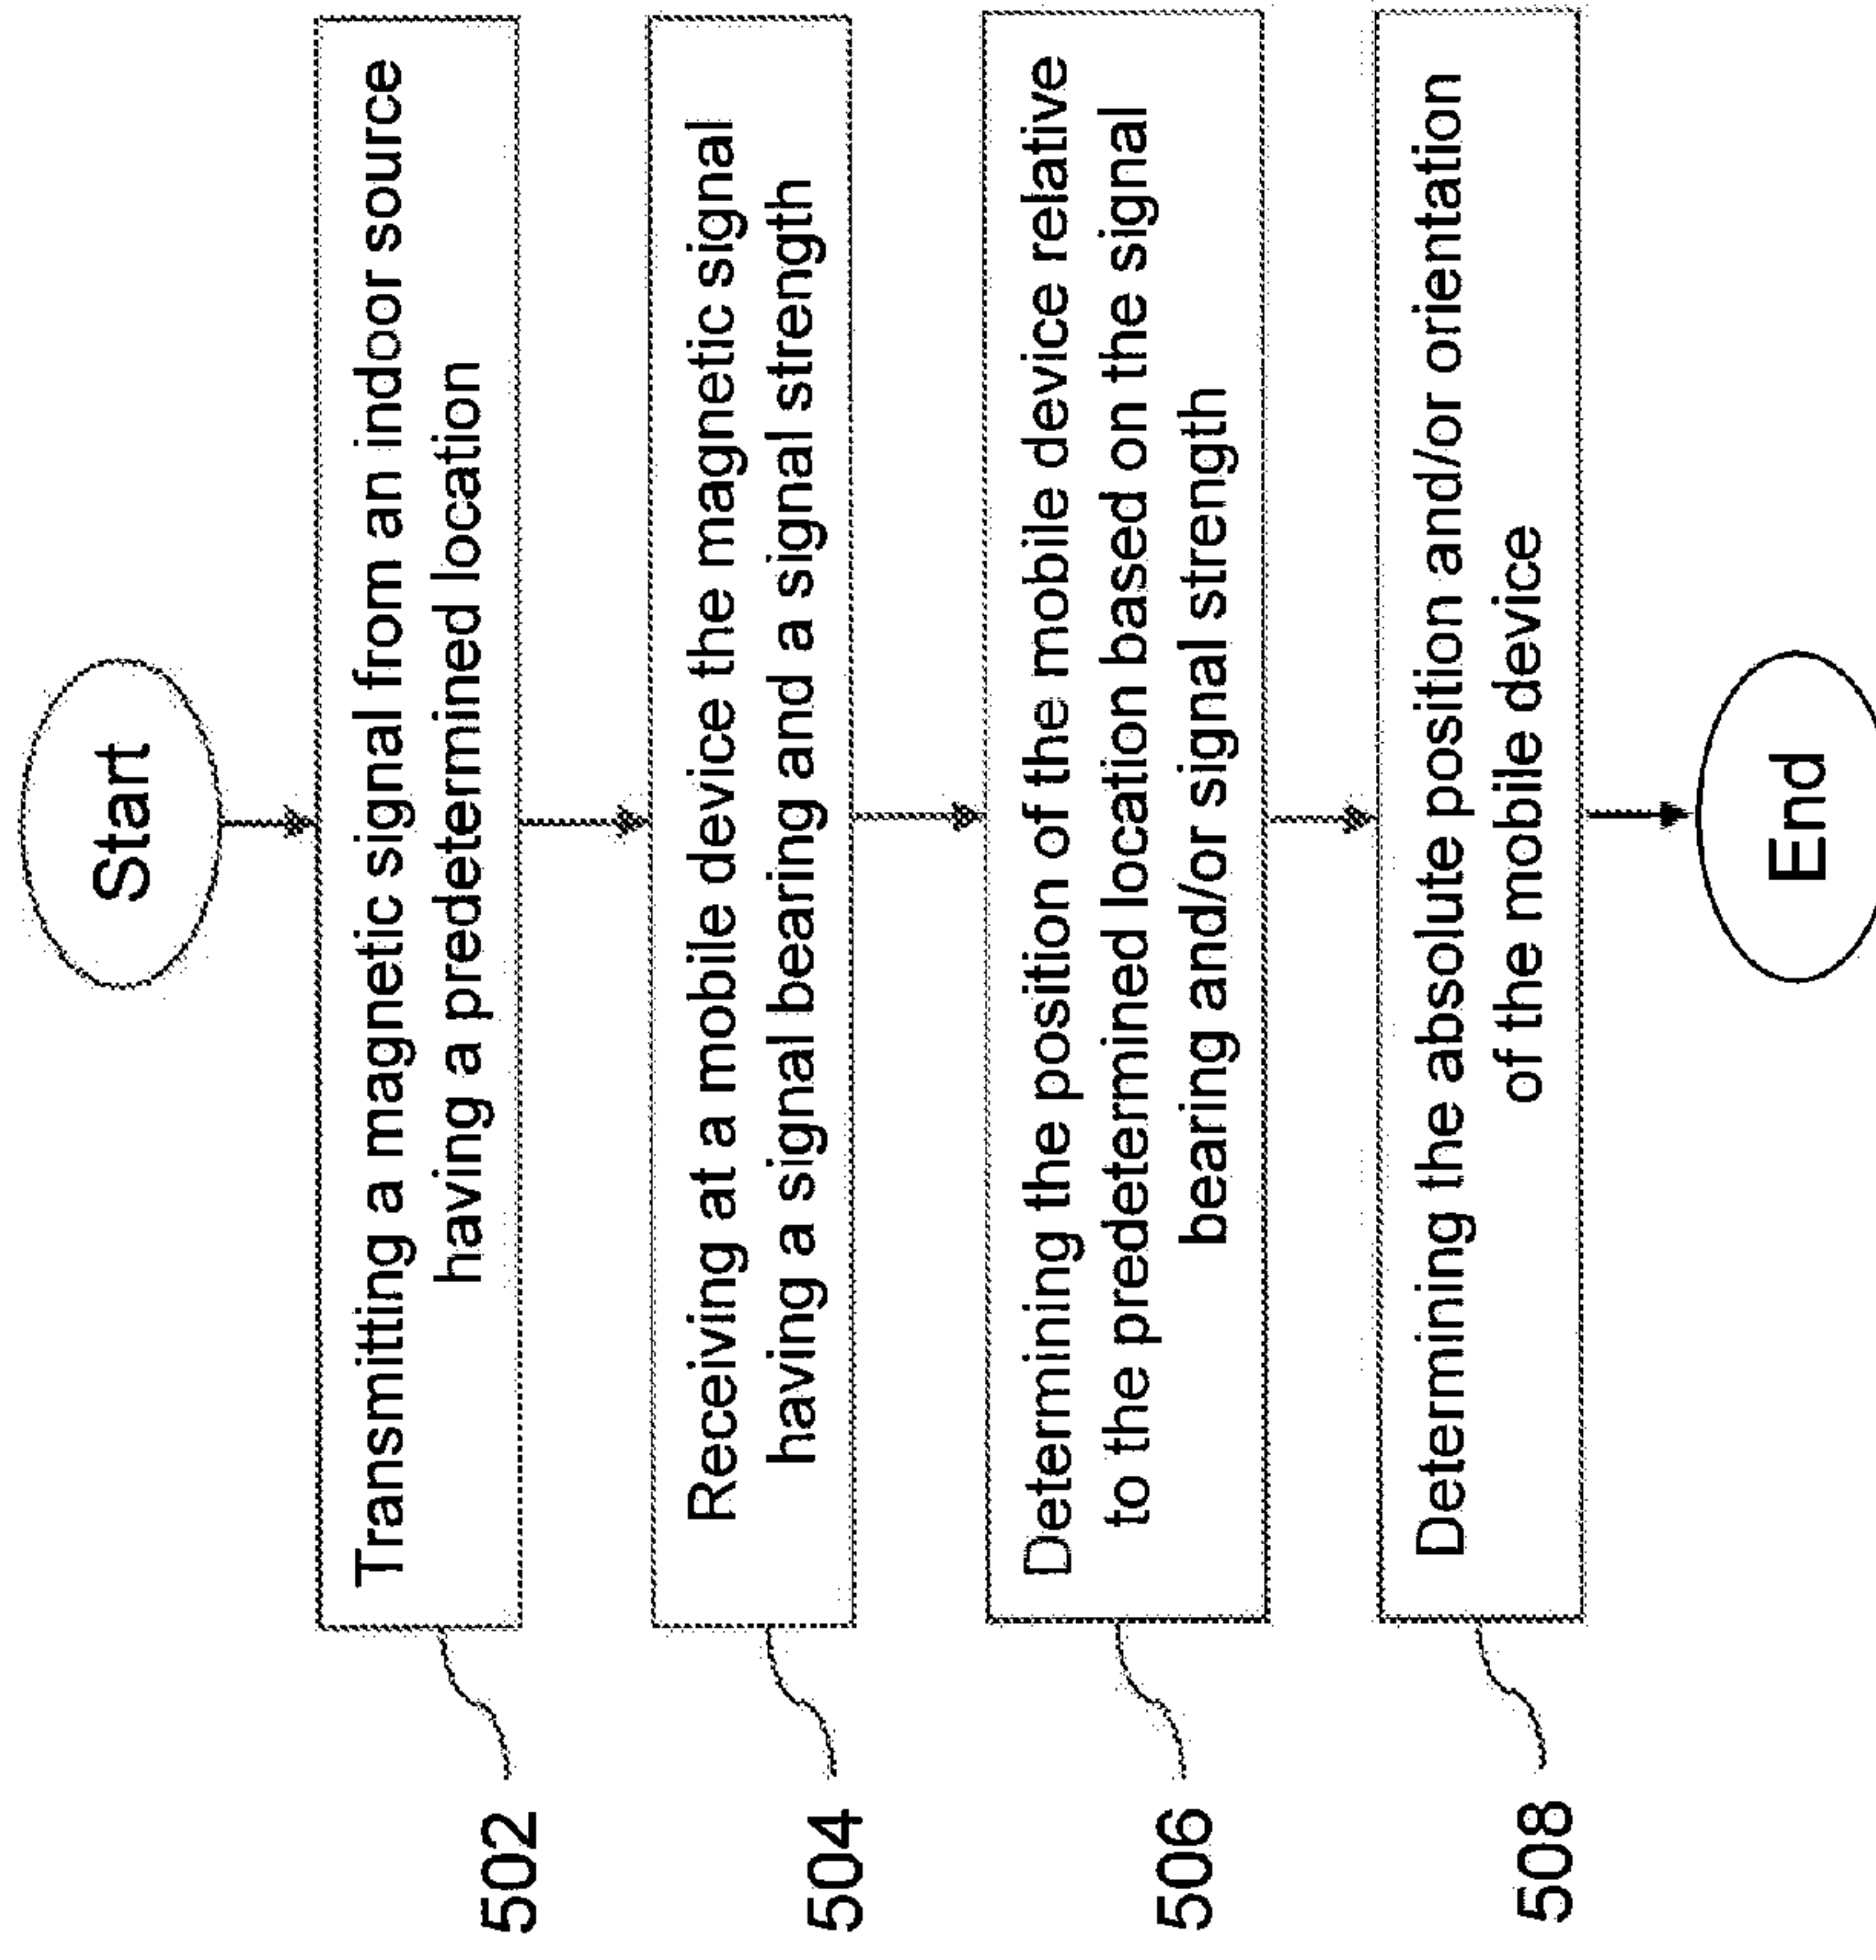 Start
Transmitting a magnetic signal from an indoor source
having a predetermined location
502
Receiving at a mobile device the magnetic signal
having a signal bearing and a signal strength
504
Determining the position of the mobile device relative
to the predetermined location based on the signal
bearing and/or signal strength
506
Determining the absolute position and/or orientation
of the mobile device
508
End